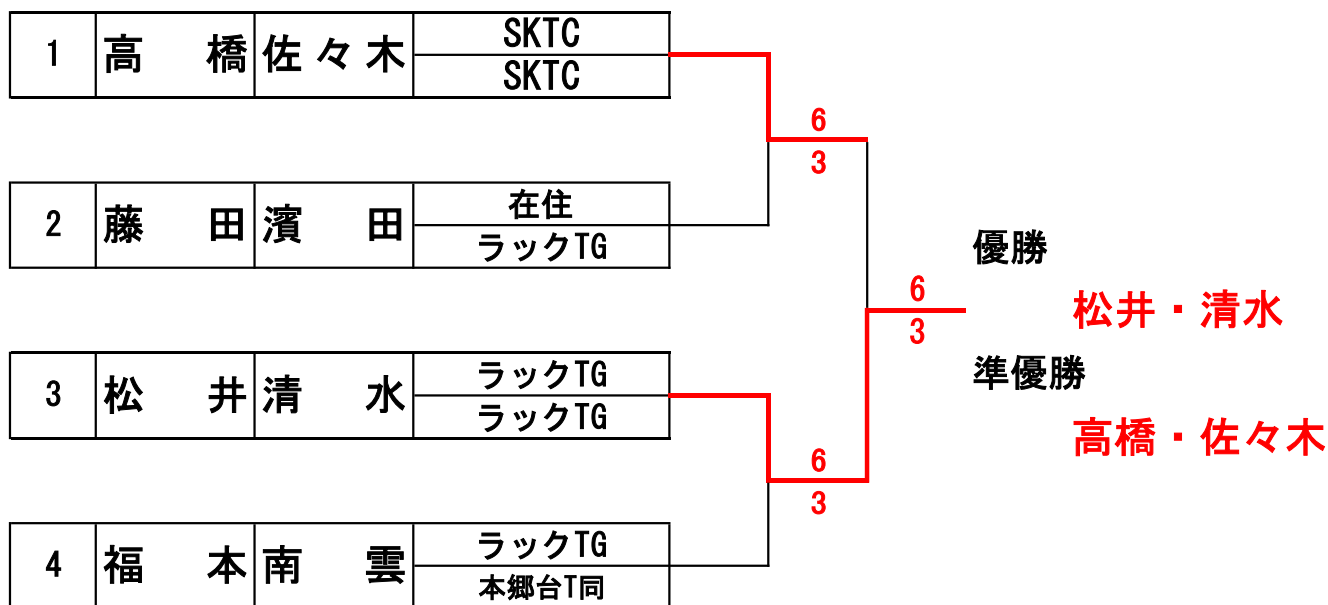 1 高橋 佐々木 SKTC
SKTC
6
3
2 藤田 濱田 在住
ラックTG
優勝
6
3
松井・清水
準優勝
3 松井 清水 ラックTG
ラックTG
高橋・佐々木
6
3
4 福本 南雲 ラックTG
本郷台T同